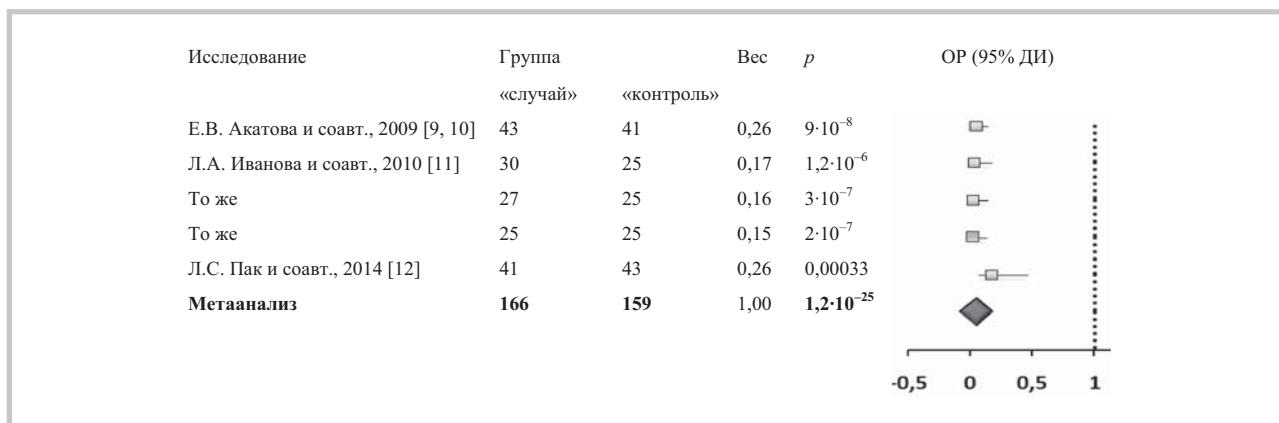 Исследование Группа Вес p ОР (95% ДИ)
«случай» «контроль»
Е.В. Акатова и соавт., 2009 [9, 10] 43 41 0,26 9·10⁻⁸
Л.А. Иванова и соавт., 2010 [11] 30 25 0,17 1,2·10⁻⁶
То же 27 25 0,16 3·10⁻⁷
То же 25 25 0,15 2·10⁻⁷
Л.С. Пак и соавт., 2014 [12] 41 43 0,26 0,00033
Метаанализ 166 159 1,00 1,2·10⁻²⁵
-0,5 0 0,5 1